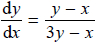 dy/dx = (y − x)/(3y − x)